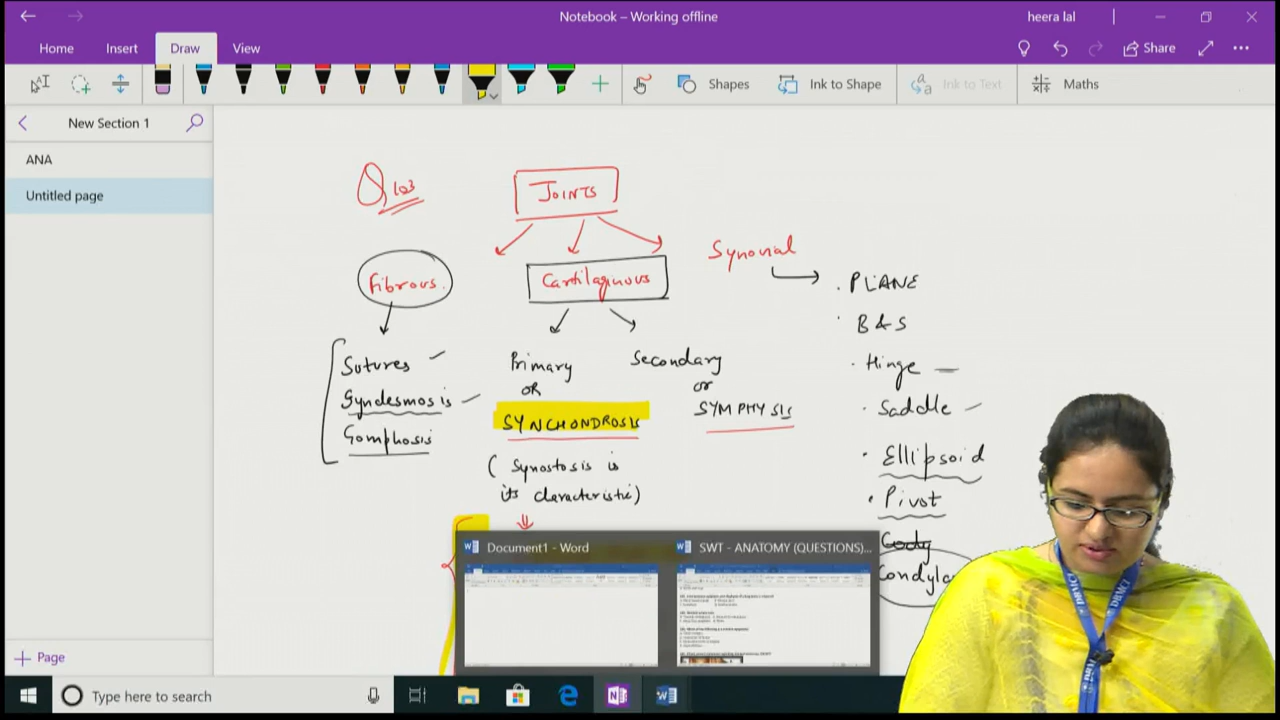 Notebook – Working offline
heera lal
Home
Insert
Draw
View
Share
Shapes
Ink to Shape
Ink to Text
Maths
New Section 1
ANA
Untitled page
Q 103
JOINTS
Fibrous.
Cartilaginous
Synovial
Sutures
Syndesmosis
Gomphosis
Primary
OR
SYNCHONDROSIS
(Synostosis is
its characteristic)
Secondary
or
SYMPHYSIS
· PLANE
· B & S
· Hinge
· Saddle
· Ellipsoid
· Pivot
Condyla
Document1 - Word
SWT - ANATOMY (QUESTIONS)...
Page
Type here to search